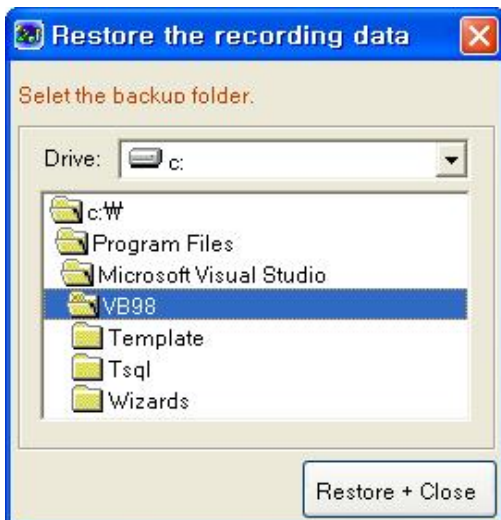 Restore the recording data
Selet the backup folder.
Drive: c:
c:₩
Program Files
Microsoft Visual Studio
VB98
Template
Tsql
Wizards
Restore + Close